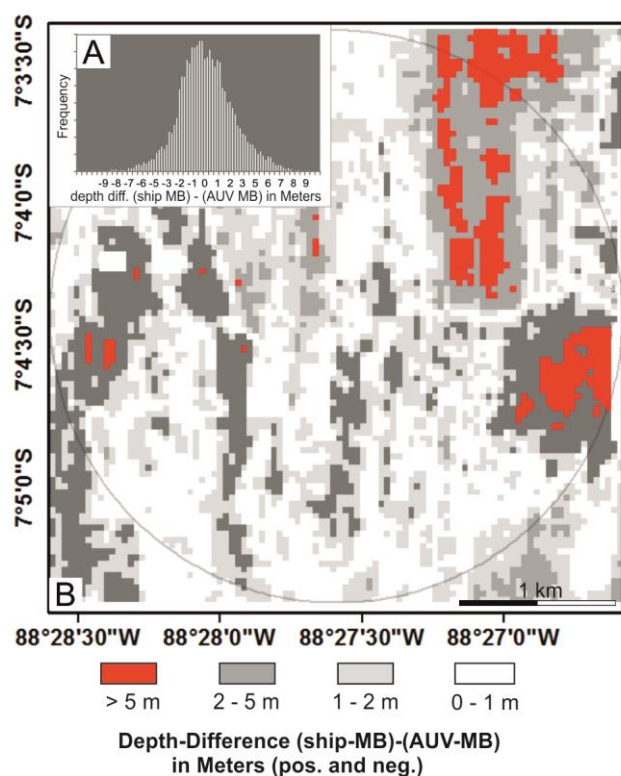 A
Frequency
-9 -8 -7 -6 -5 -4 -3 -2 -1 0 1 2 3 4 5 6 7 8 9
depth diff. (ship MB) - (AUV MB) in Meters
7°3'30"S
7°4'0"S
7°4'30"S
7°5'0"S
B
1 km
88°28'30"W 88°28'0"W 88°27'30"W 88°27'0"W
> 5 m 2 - 5 m 1 - 2 m 0 - 1 m
Depth-Difference (ship-MB)-(AUV-MB)
in Meters (pos. and neg.)